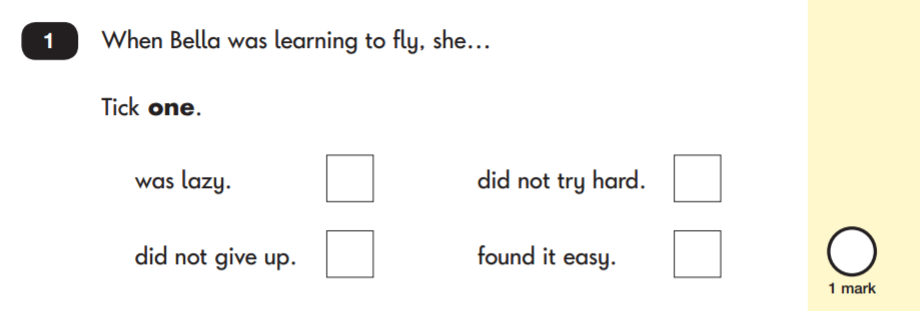 1 When Bella was learning to fly, she...
Tick one.
was lazy. did not try hard.
did not give up. found it easy.
1 mark